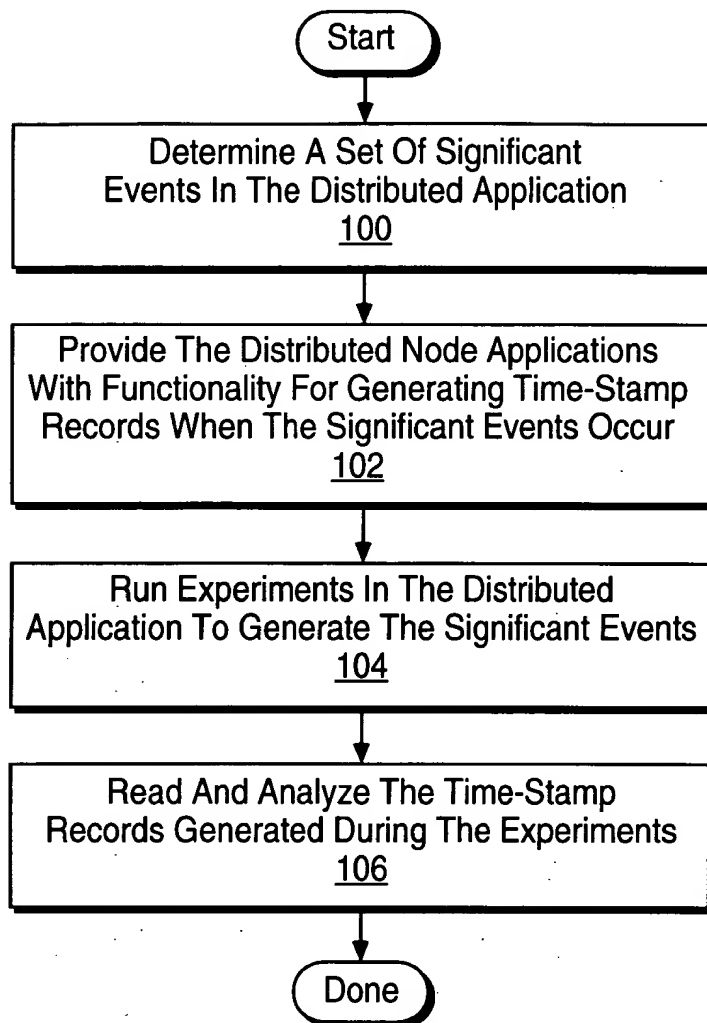 Start
Determine A Set Of Significant
Events In The Distributed Application
100
Provide The Distributed Node Applications
With Functionality For Generating Time-Stamp
Records When The Significant Events Occur
102
Run Experiments In The Distributed
Application To Generate The Significant Events
104
Read And Analyze The Time-Stamp
Records Generated During The Experiments
106
Done